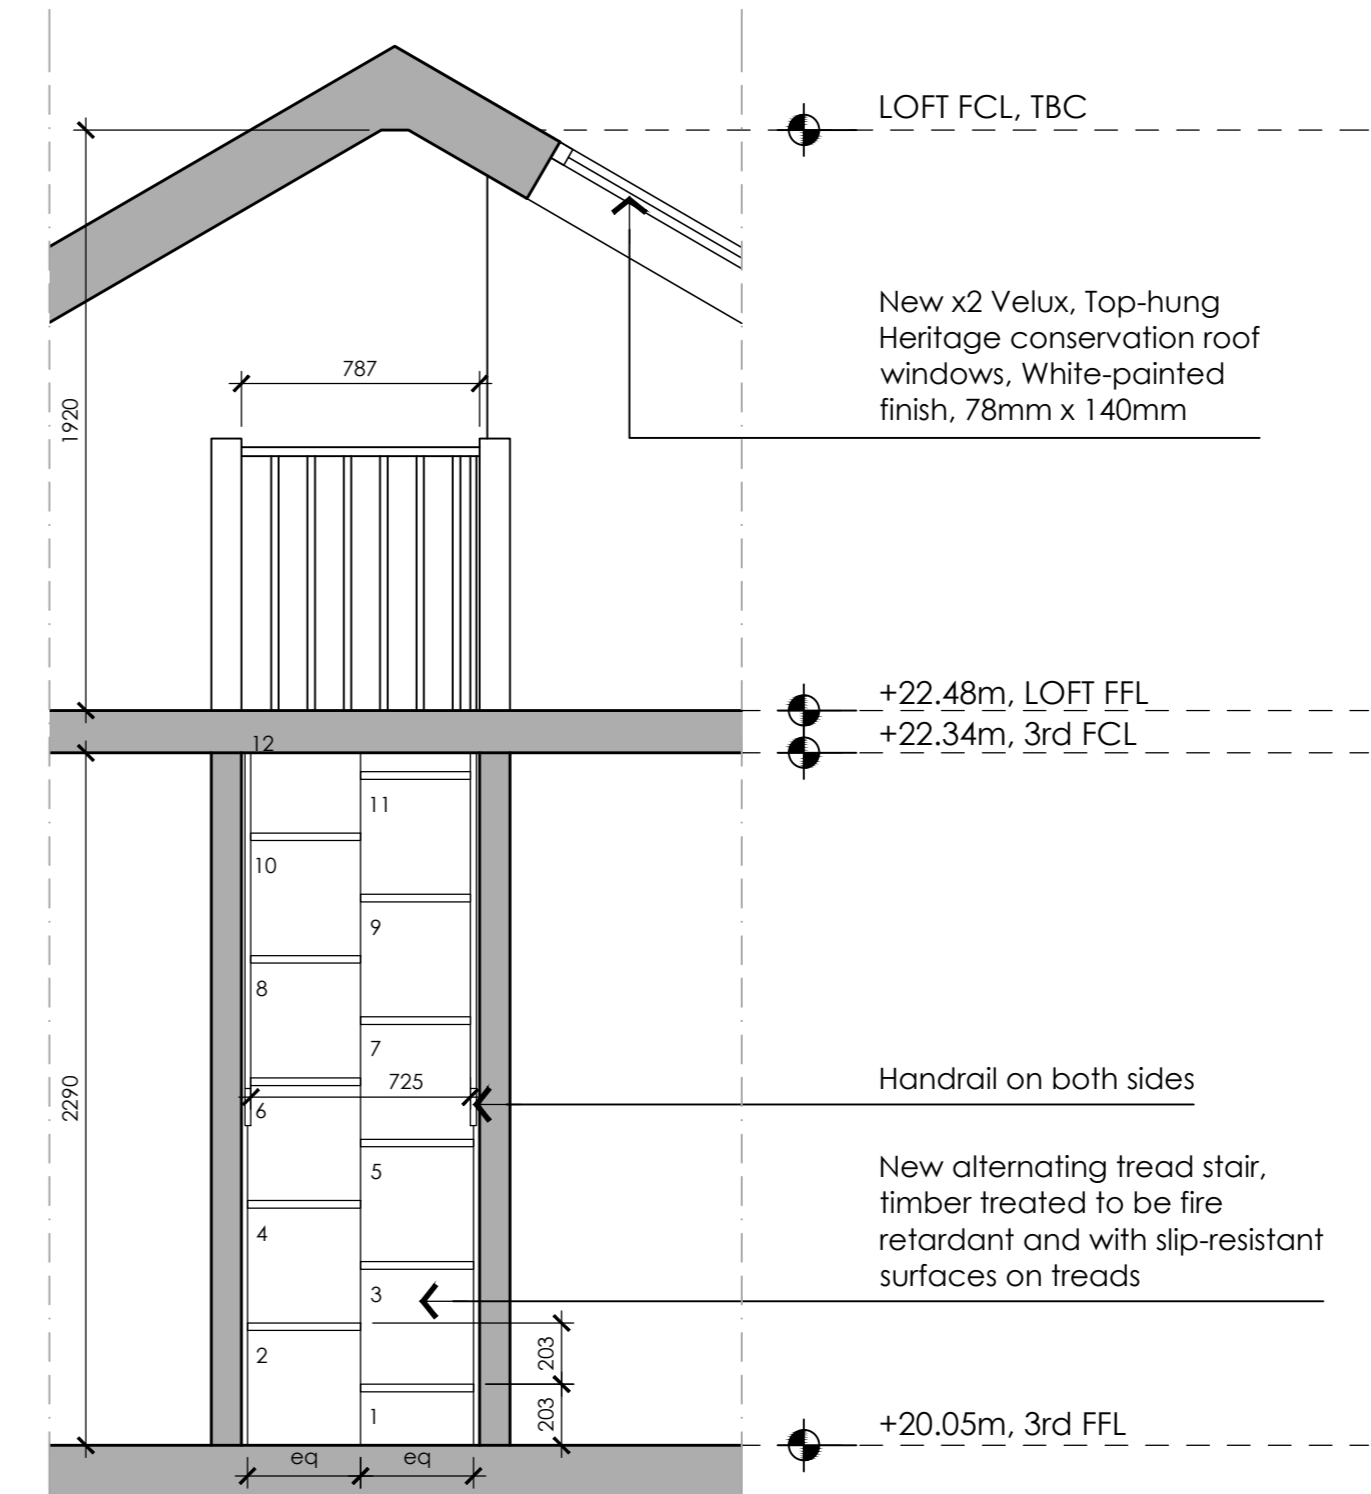 LOFT FCL, TBC
New x2 Velux, Top-hung
Heritage conservation roof
windows, White-painted
finish, 78mm x 140mm
787
1920
+22.48m, LOFT FFL
+22.34m, 3rd FCL
12
11
10
9
8
7
725
6
2290
Handrail on both sides
5
New alternating tread stair,
timber treated to be fire
retardant and with slip-resistant
surfaces on treads
4
3
203
2
203
1
+20.05m, 3rd FFL
eq
eq